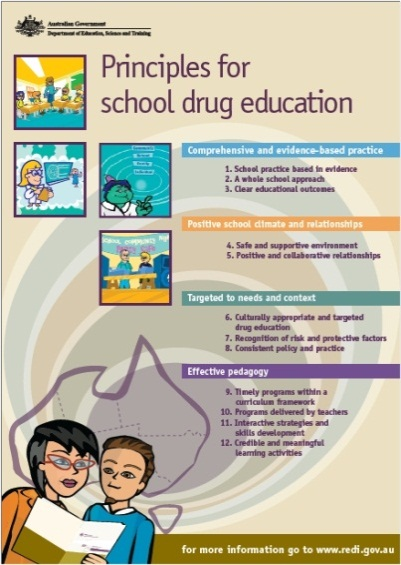 Australian Government
Department of Education, Science and Training
Principles for
school drug education
Comprehensive and evidence-based practice
1. School practice based in evidence
2. A whole school approach
3. Clear educational outcomes
Positive school climate and relationships
4. Safe and supportive environment
5. Positive and collaborative relationships
Targeted to needs and context
6. Culturally appropriate and targeted
drug education
7. Recognition of risk and protective factors
8. Consistent policy and practice
Effective pedagogy
9. Timely programs within a
curriculum framework
10. Programs delivered by teachers
11. Interactive strategies and
skills development
12. Credible and meaningful
learning activities
for more information go to www.redi.gov.au